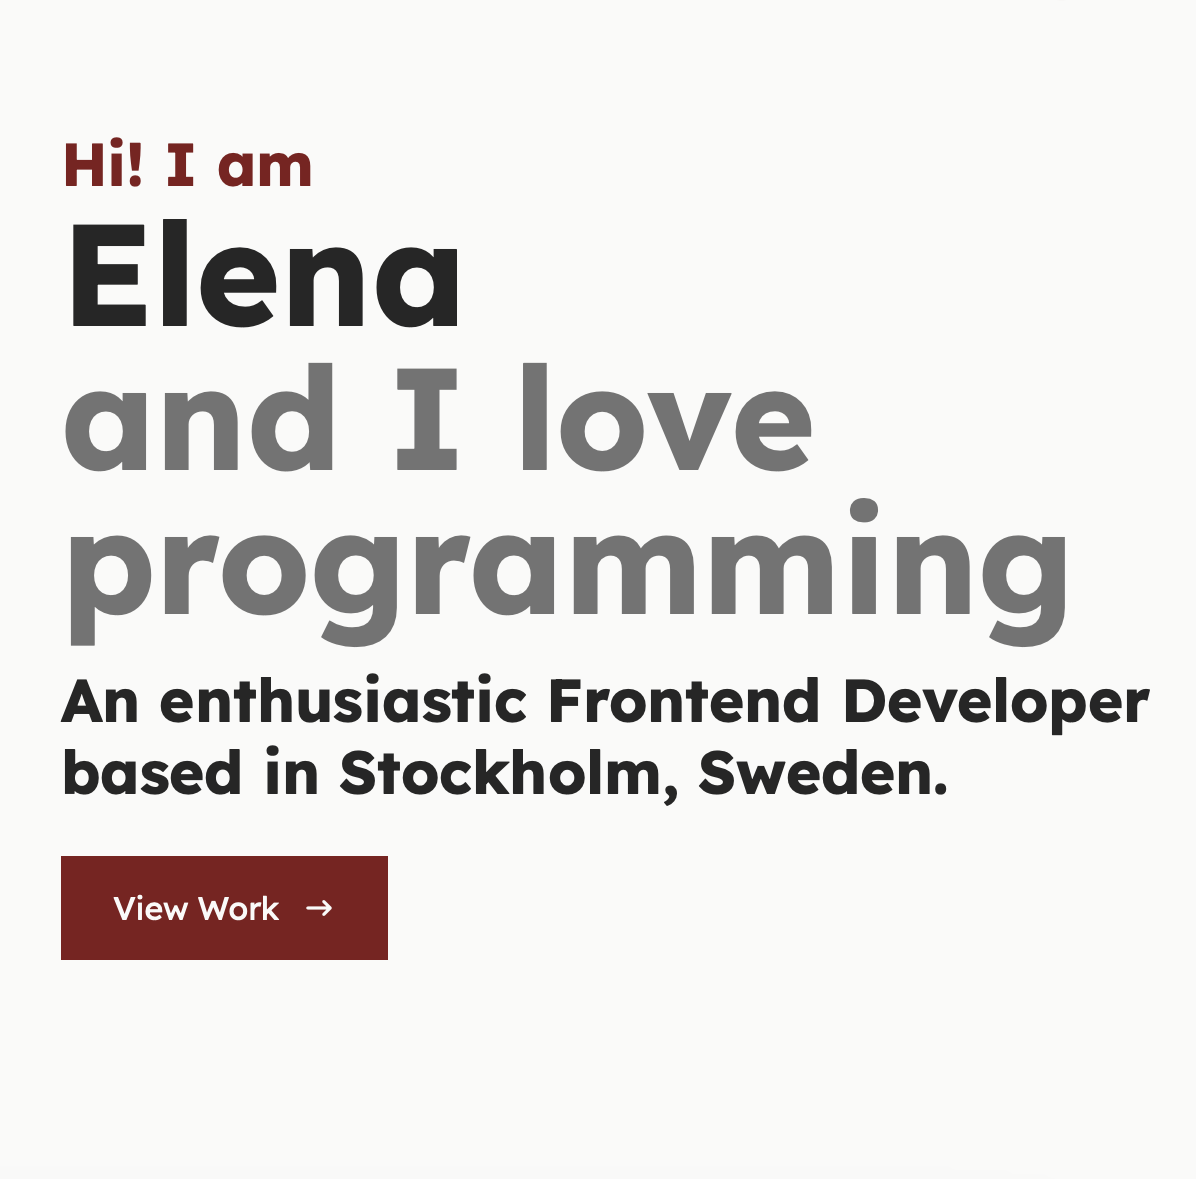 Hi! I am
Elena
and I love
programming
An enthusiastic Frontend Developer
based in Stockholm, Sweden.
View Work →